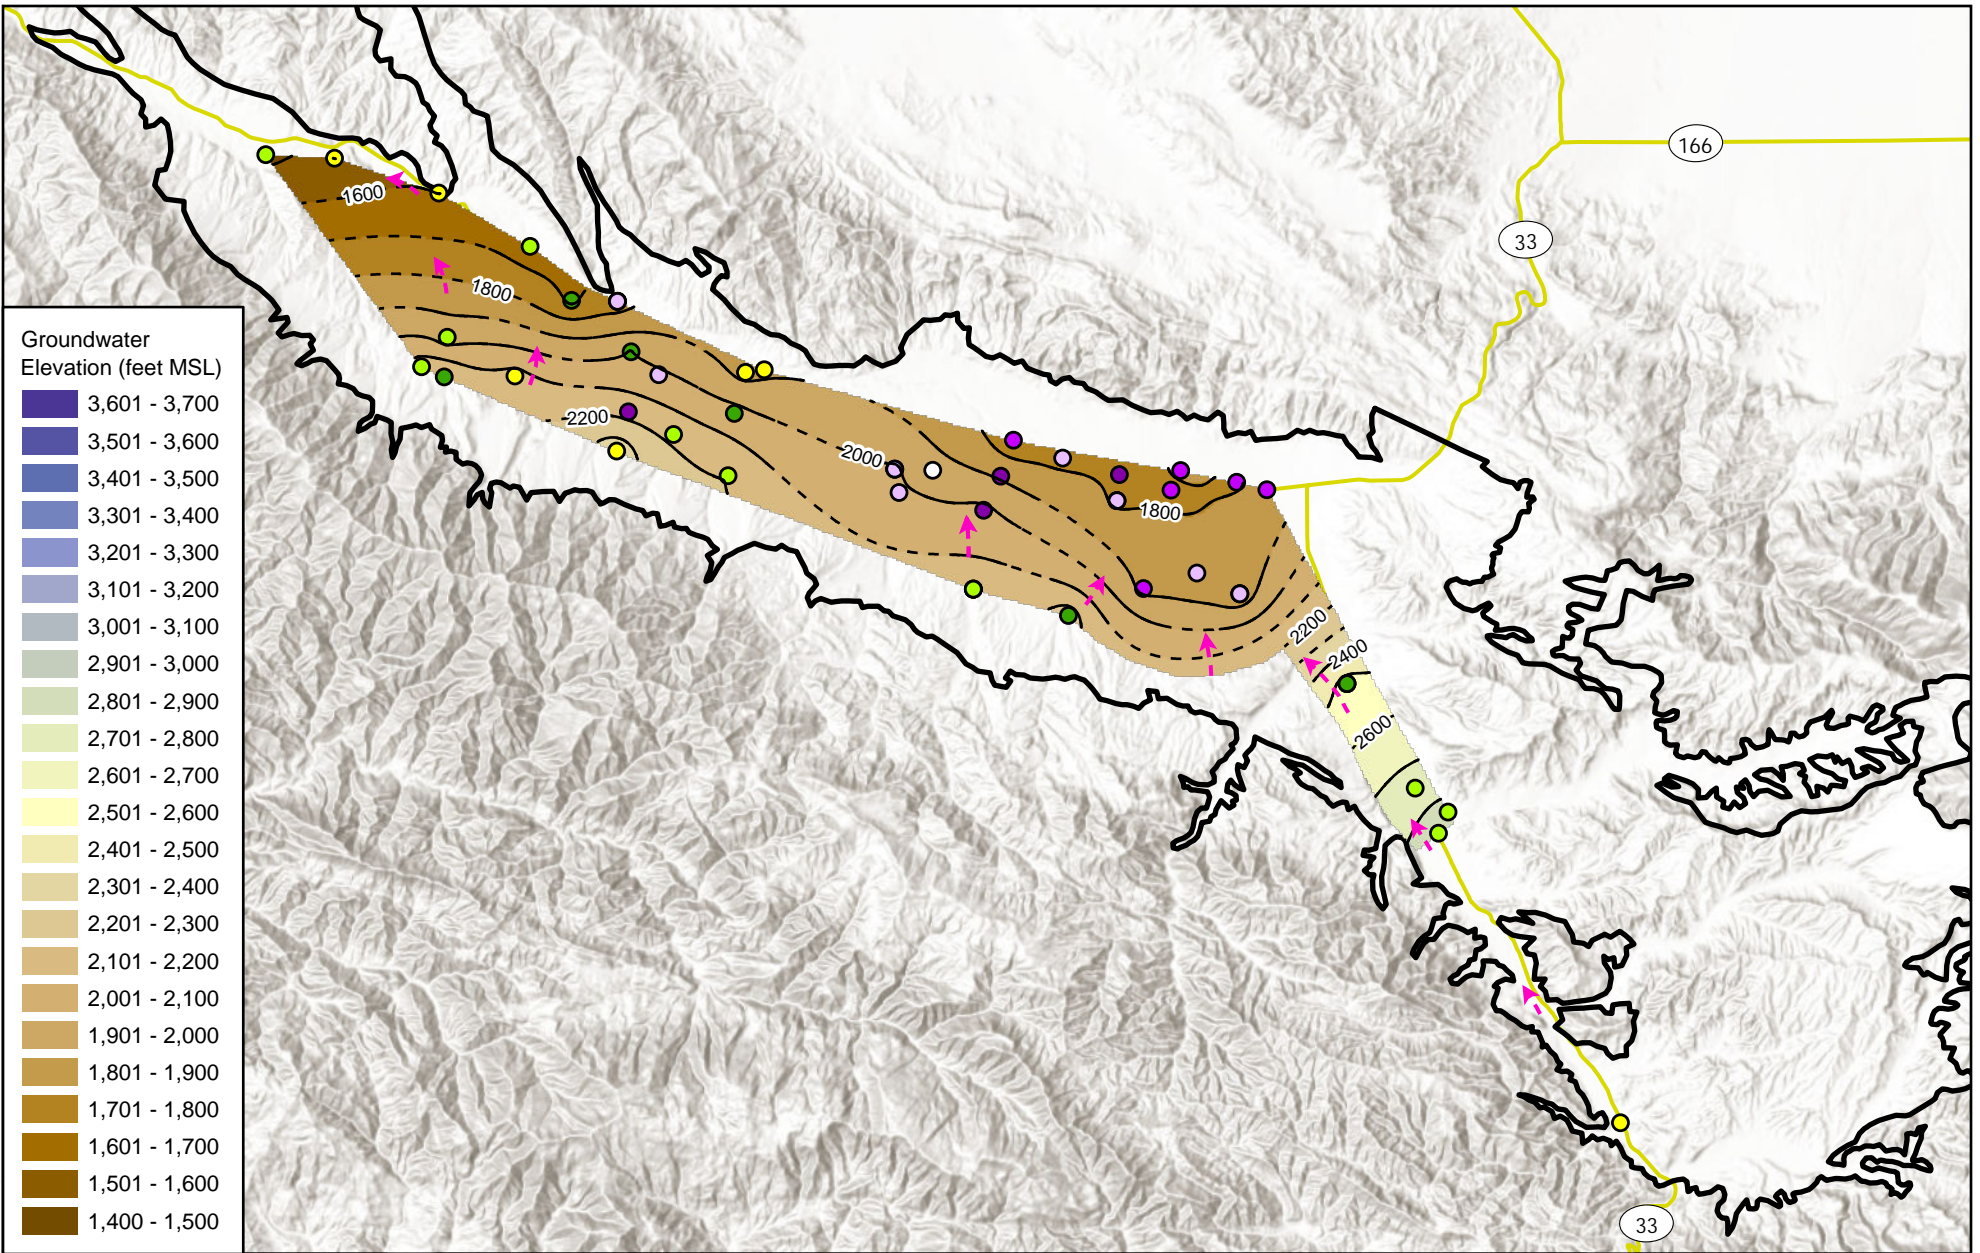 166
33
1600
1800
2200
2000
1800
2200
2400
2600
33
Groundwater
Elevation (feet MSL)
3,601 - 3,700
3,501 - 3,600
3,401 - 3,500
3,301 - 3,400
3,201 - 3,300
3,101 - 3,200
3,001 - 3,100
2,901 - 3,000
2,801 - 2,900
2,701 - 2,800
2,601 - 2,700
2,501 - 2,600
2,401 - 2,500
2,301 - 2,400
2,201 - 2,300
2,101 - 2,200
2,001 - 2,100
1,901 - 2,000
1,801 - 1,900
1,701 - 1,800
1,601 - 1,700
1,501 - 1,600
1,400 - 1,500